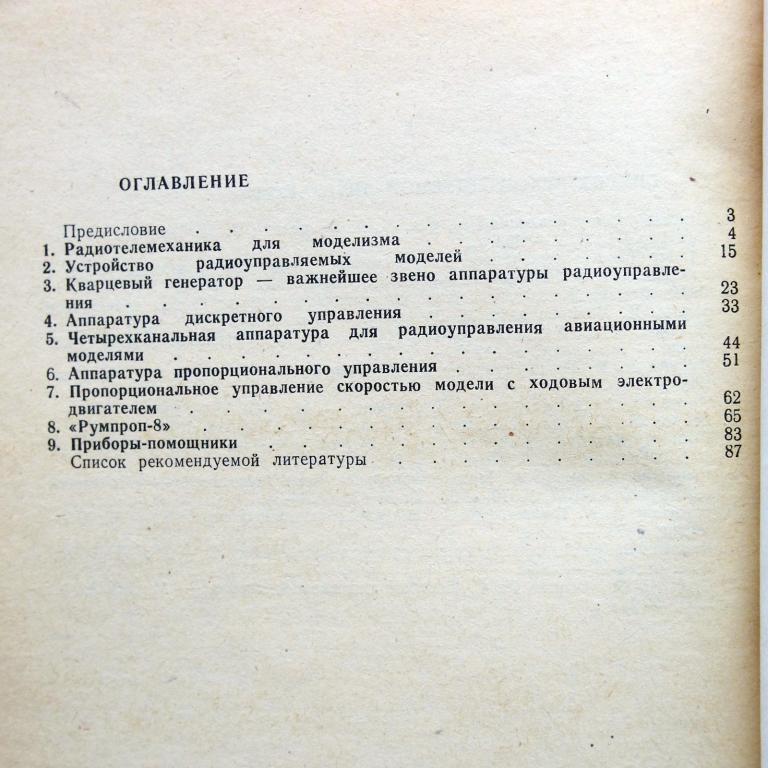 ОГЛАВЛЕНИЕ
Предисловие . . . . . . . . . . . . . . . . . 3
1. Радиотелемеханика для моделизма . . . . . . . . . 4
2. Устройство радиоуправляемых моделей . . . . . . . 15
3. Кварцевый генератор — важнейшее звено аппаратуры радиоуправле-
ния . . . . . . . . . . . . . . . . . . . 23
4. Аппаратура дискретного управления . . . . . . . . . 33
5. Четырехканальная аппаратура для радиоуправления авиационными
моделями . . . . . . . . . . . . . . . . . 44
6. Аппаратура пропорционального управления . . . . . . . 51
7. Пропорциональное управление скоростью модели с ходовым электро-
двигателем . . . . . . . . . . . . . . . . . 62
8. «Румпроп-8» . . . . . . . . . . . . . . . . . 65
9. Приборы-помощники . . . . . . . . . . . . . . 83
Список рекомендуемой литературы . . . . . . . . . . 87